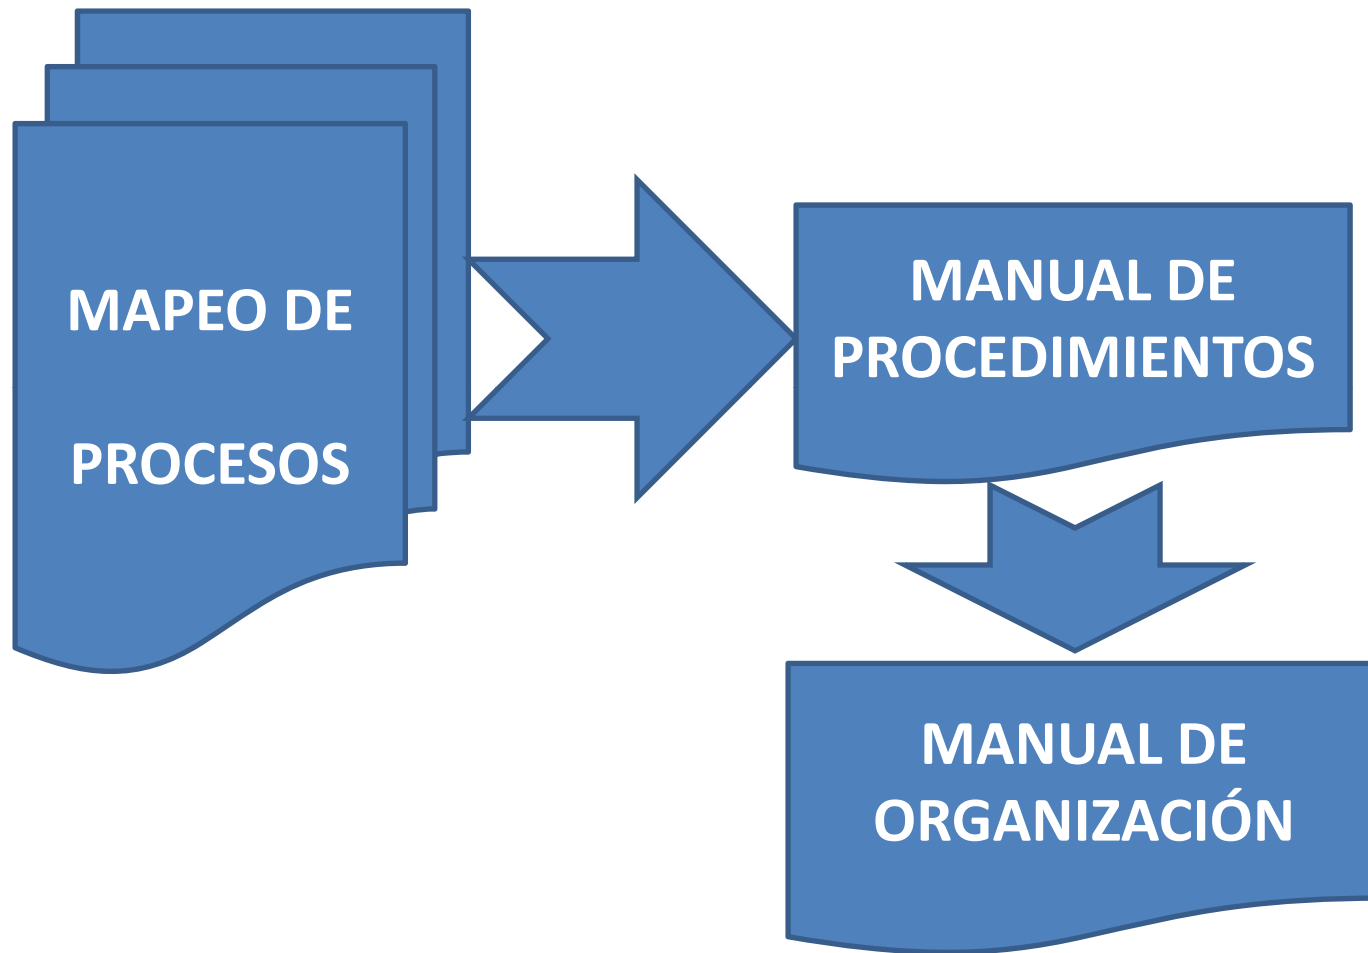 MAPEO DE
PROCESOS
MANUAL DE
PROCEDIMIENTOS
MANUAL DE
ORGANIZACIÓN